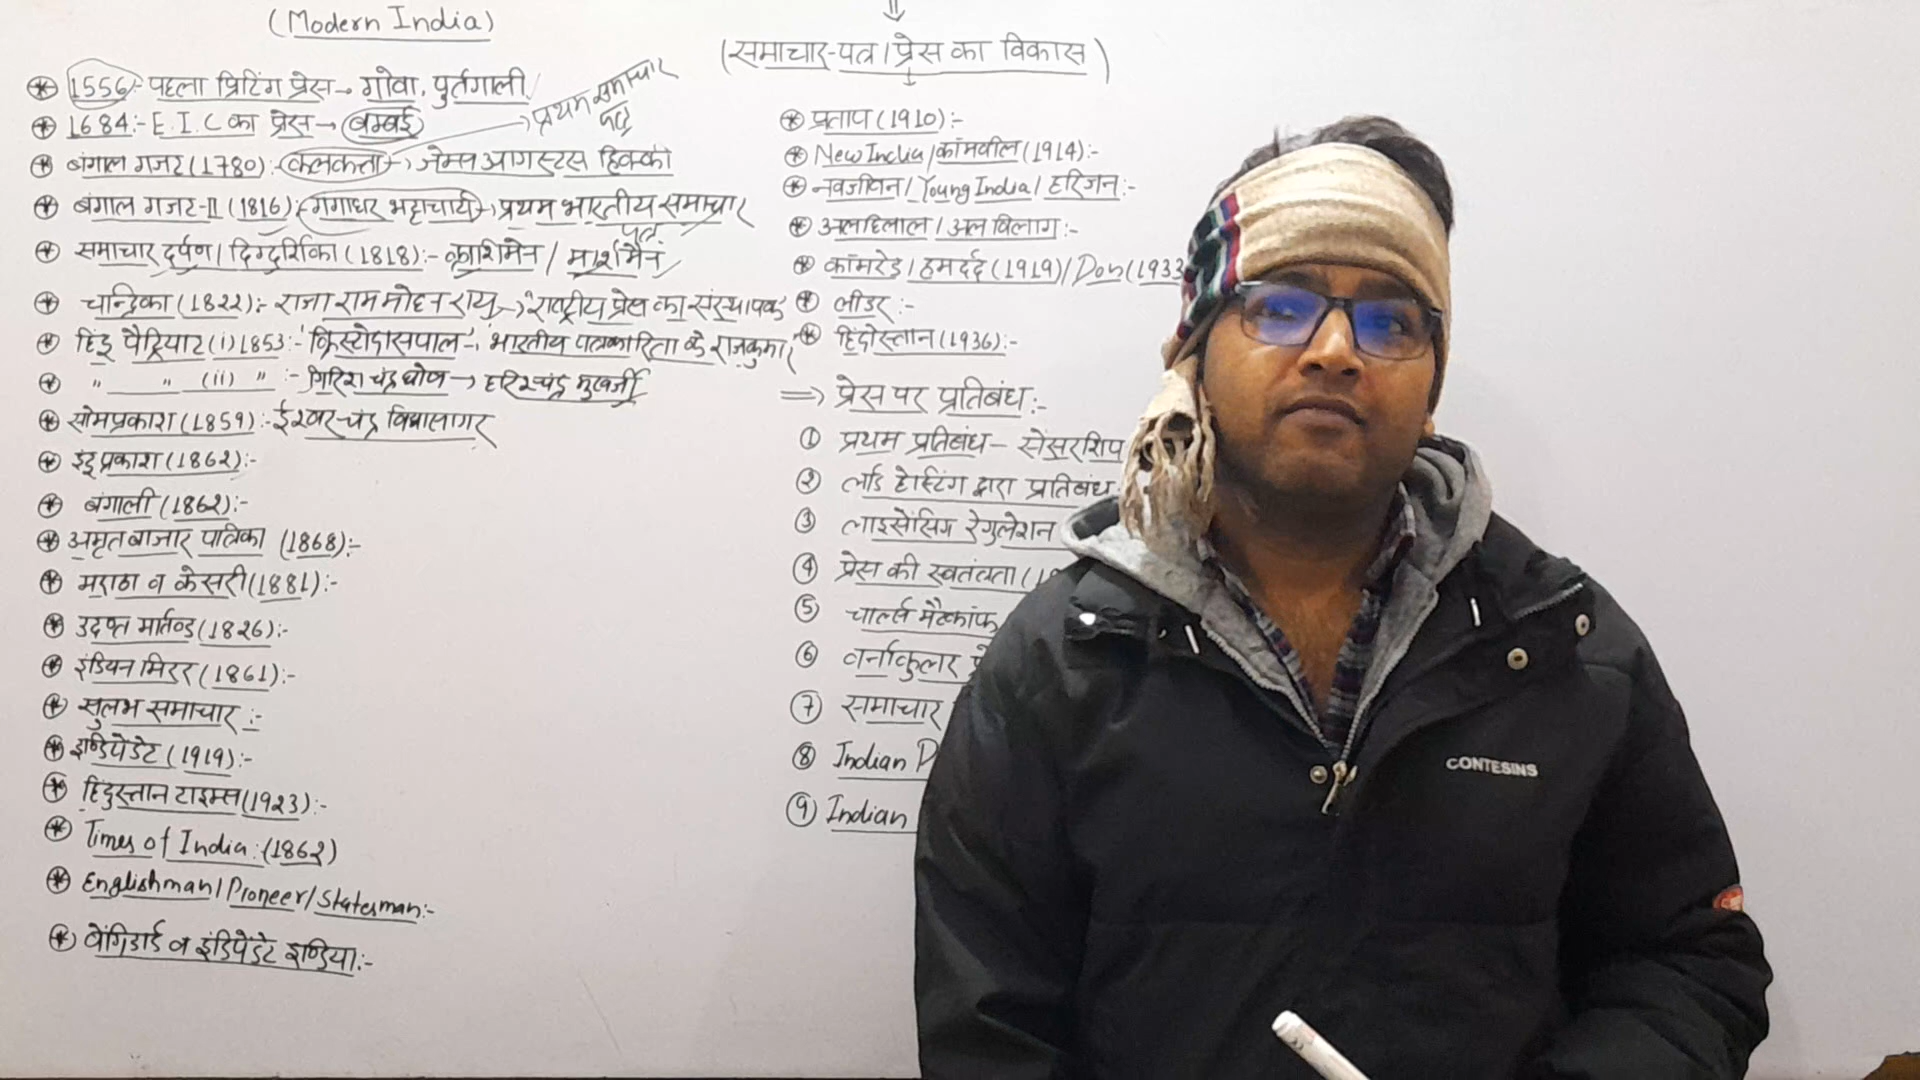 (Modern India)
1556:- पहला प्रिटिंग प्रेस → गोवा, पुर्तगाली
1684:- E.I.C का प्रेस → बम्बई
प्रथम समाचार पत्र
बंगाल गजट (1780):- कलकत्ता → जेम्स आगस्टस हिक्की
बंगाल गजट-II (1816):- गंगाधर भट्टाचार्य → प्रथम भारतीय समाचार पत्र
समाचार दर्पण / दिग्दर्शिका (1818):- / मार्शमैन
चन्द्रिका (1822):- राजा राम मोहन राय → राष्ट्रीय प्रेस का संस्थापक
हिंदू पैट्रियाट (i) 1853:- 'क्रिस्टोदासपाल' - भारतीय पत्रकारिता के राजकुमार
" " (ii) " :- गिरिश चंद्र घोष → हरिश्चंद्र मुखर्जी
सोमप्रकाश (1859):- ईश्वर-चंद्र विद्यासागर
इंदू प्रकाश (1862):-
बंगाली (1862):-
अमृत बाजार पत्रिका (1868):-
मराठा व केसरी (1881):-
उदन्त मार्तन्ड (1826):-
इंडियन मिरर (1861):-
सुलभ समाचार :-
इण्डिपेंडेट (1919):-
हिंदुस्तान टाइम्स (1923):-
Times of India: (1862)
Englishman / Pioneer / Statesman:-
व इंडिपेंडेट इण्डिया:-
(समाचार-पत्र / प्रेस का विकास)
प्रताप (1910):-
New India / कॉमवील (1914):-
नवजीवन / Young India / हरिजन:-
अलहिलाल / अल बिलाग:-
कॉमरेड / हमदर्द (1919) / Don (1933
लीडर:-
हिंदोस्तान (1936):-
⇒ प्रेस पर प्रतिबंध:-
① प्रथम प्रतिबंध - सेंसरशिप
② लॉर्ड हेस्टिंग द्वारा प्रतिबंध
③ लाइसेंसिंग रेगुलेशन
④ प्रेस की स्वतंत्रता (1
⑤ चार्ल्स मैटकॉफ
⑥ वर्नाकुलर प्रे
⑦ समाचार
⑧ Indian P
⑨ Indian
CONTESINS